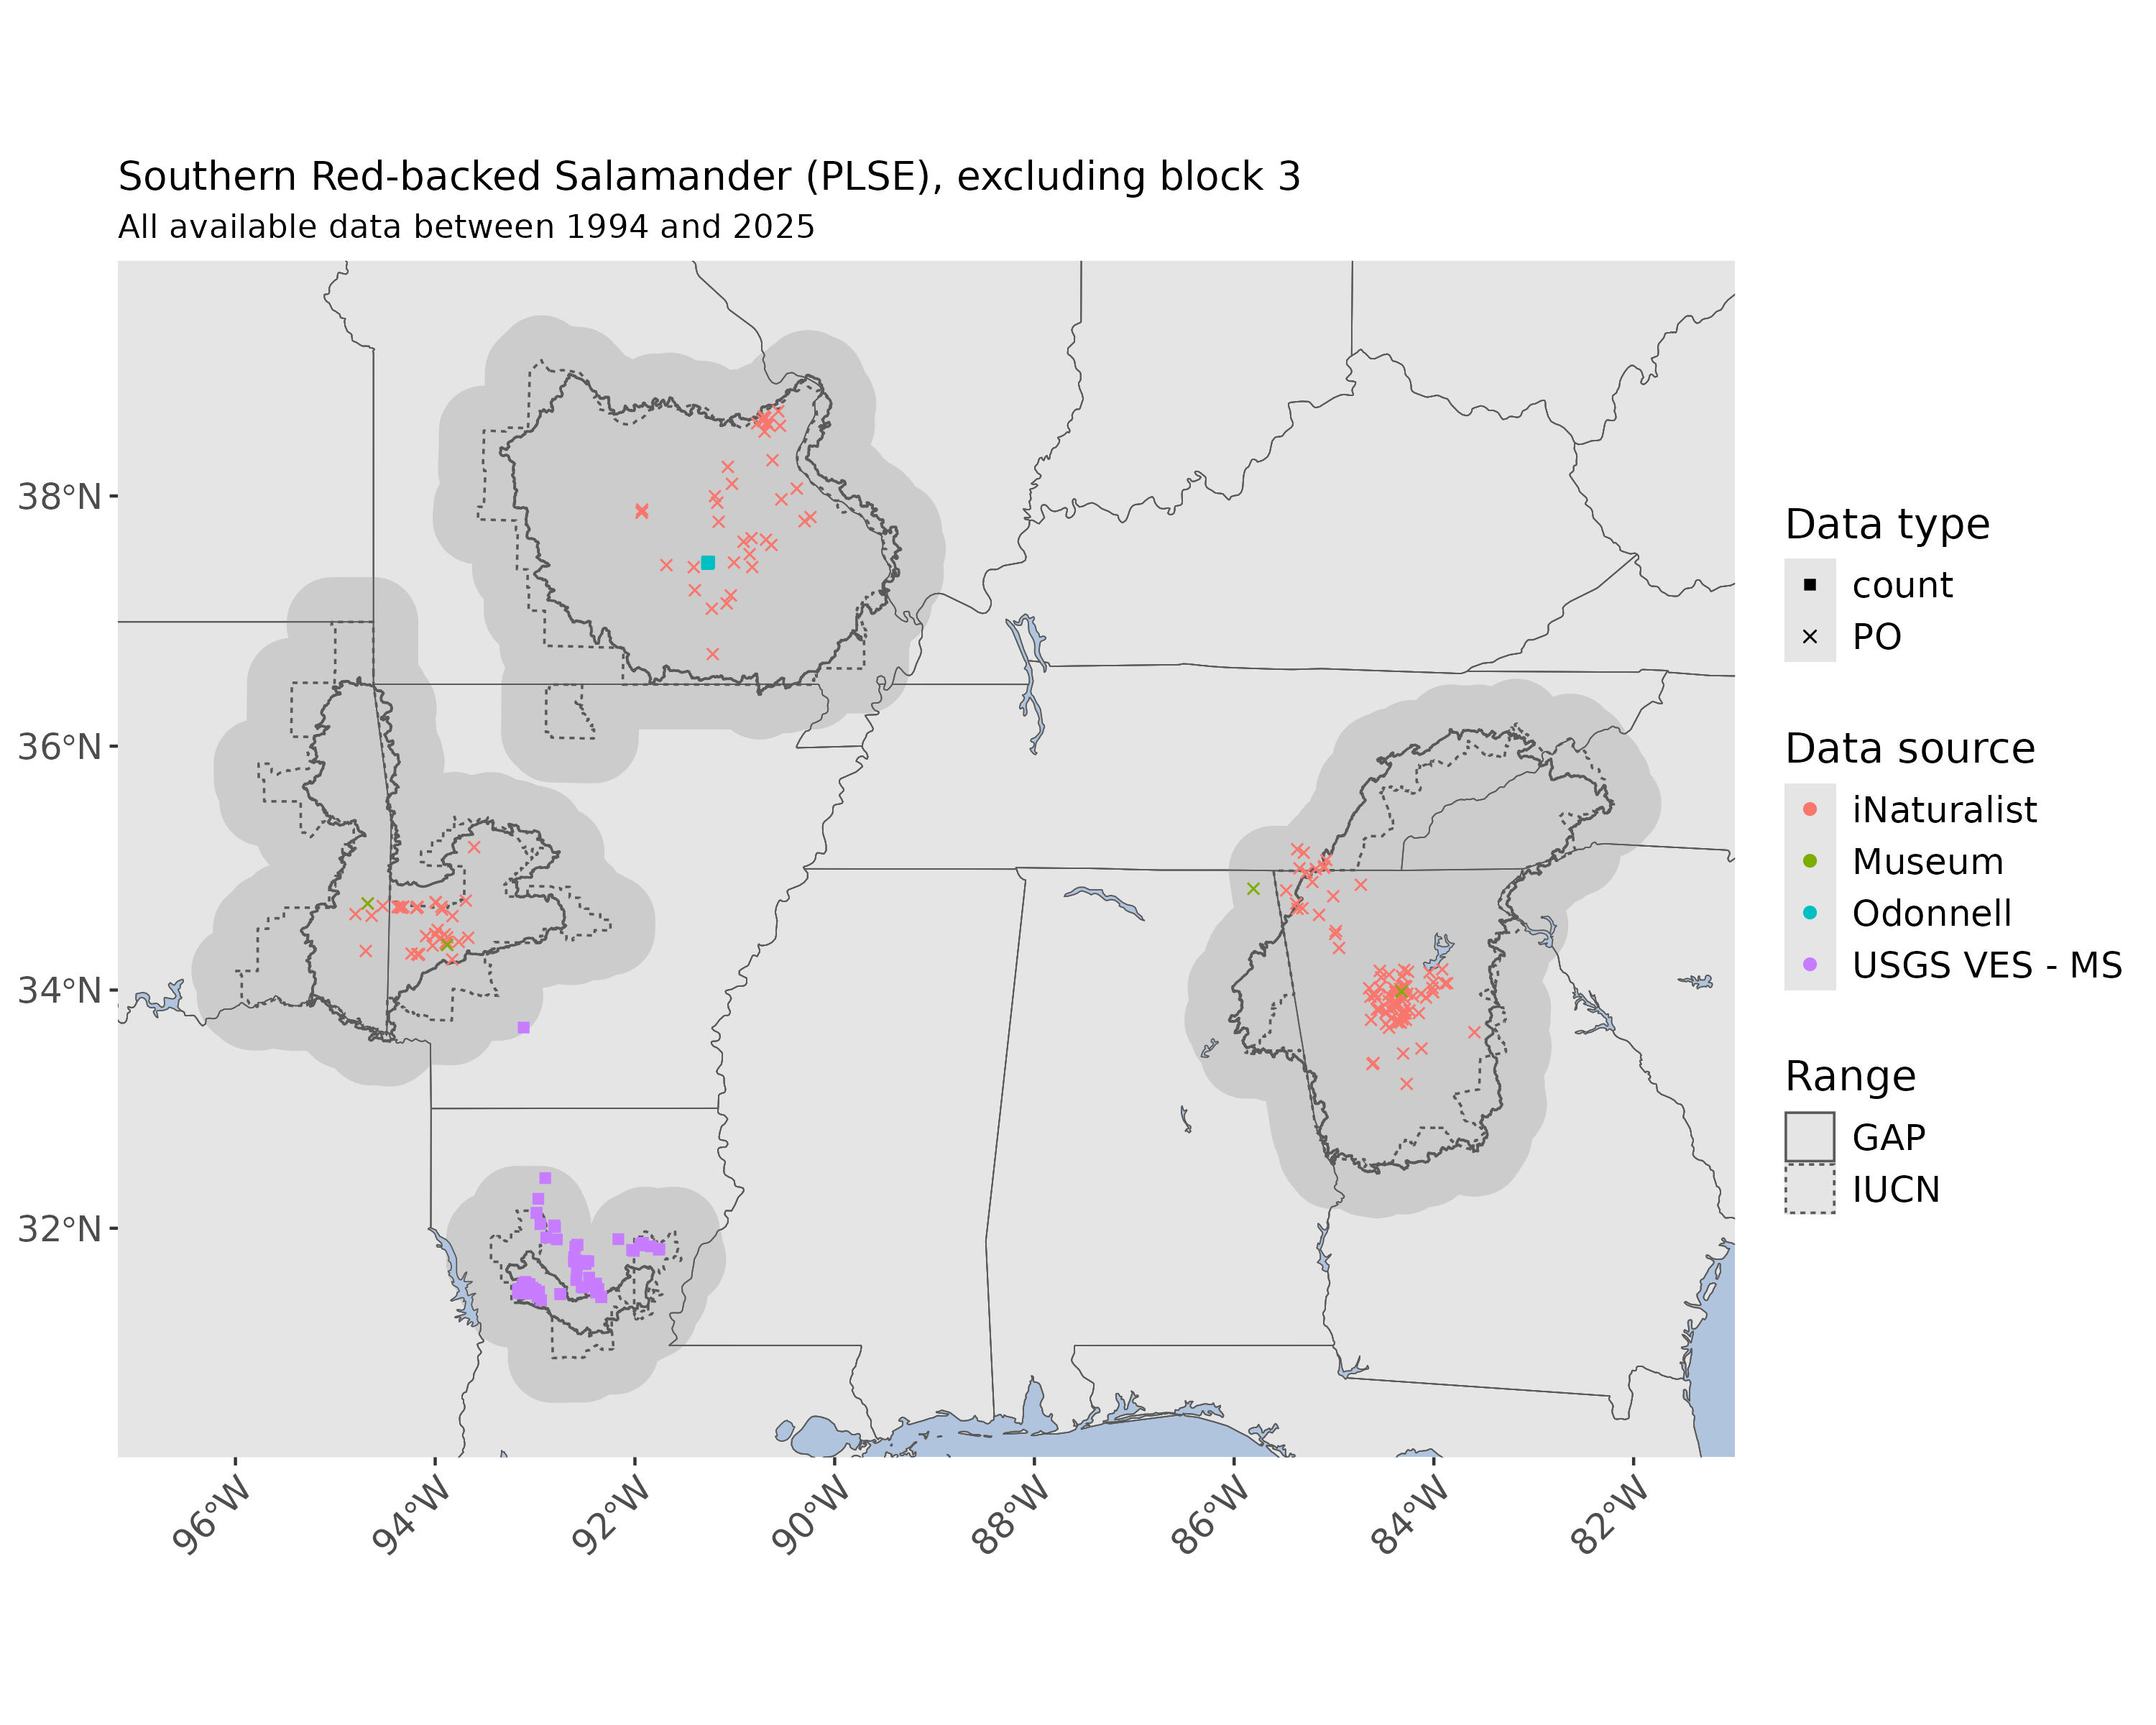 Southern Red-backed Salamander (PLSE), excluding block 3
All available data between 1994 and 2025
38°N
36°N
34°N
32°N
96°W
94°W
92°W
90°W
88°W
86°W
84°W
82°W
Data type
count
PO
Data source
iNaturalist
Museum
Odonnell
USGS VES - MS
Range
GAP
IUCN